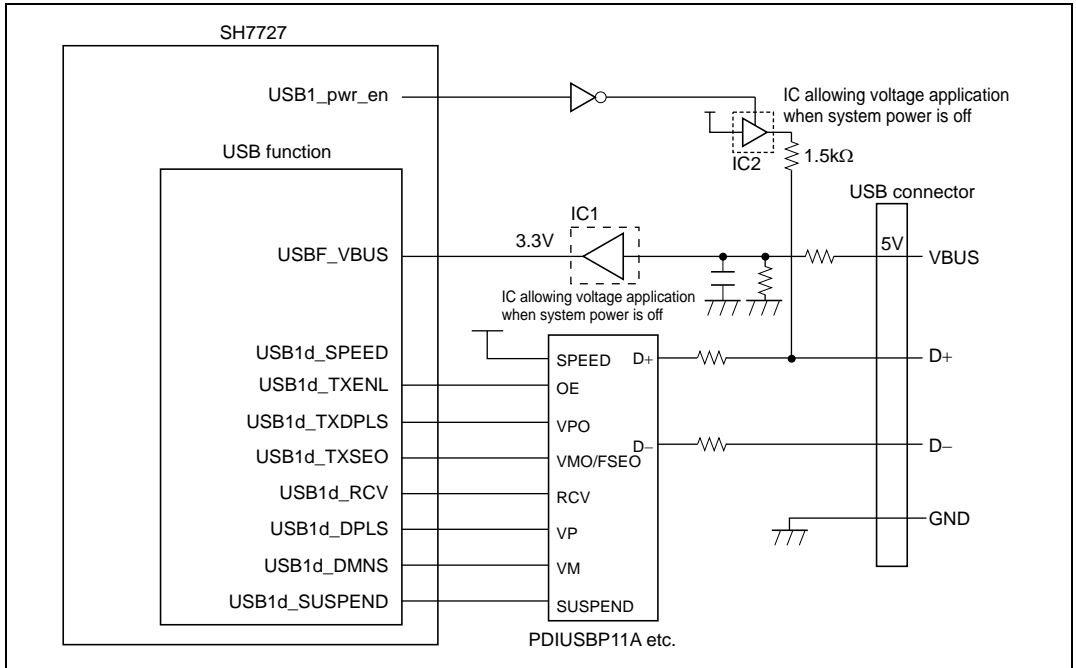 SH7727
USB1_pwr_en
IC allowing voltage application
when system power is off
IC2
1.5kΩ
USB function
USB connector
IC1
3.3V
5V
USBF_VBUS
VBUS
IC allowing voltage application
when system power is off
USB1d_SPEED
SPEED
D+
D+
USB1d_TXENL
OE
USB1d_TXDPLS
VPO
USB1d_TXSEO
VMO/FSEO
D−
D−
USB1d_RCV
RCV
USB1d_DPLS
VP
GND
USB1d_DMNS
VM
USB1d_SUSPEND
SUSPEND
PDIUSBP11A etc.